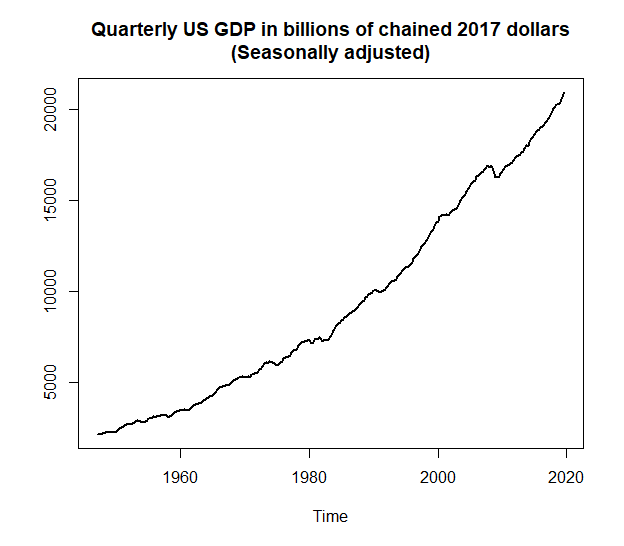 Quarterly US GDP in billions of chained 2017 dollars
(Seasonally adjusted)
20000
15000
10000
5000
1960 1980 2000 2020
Time